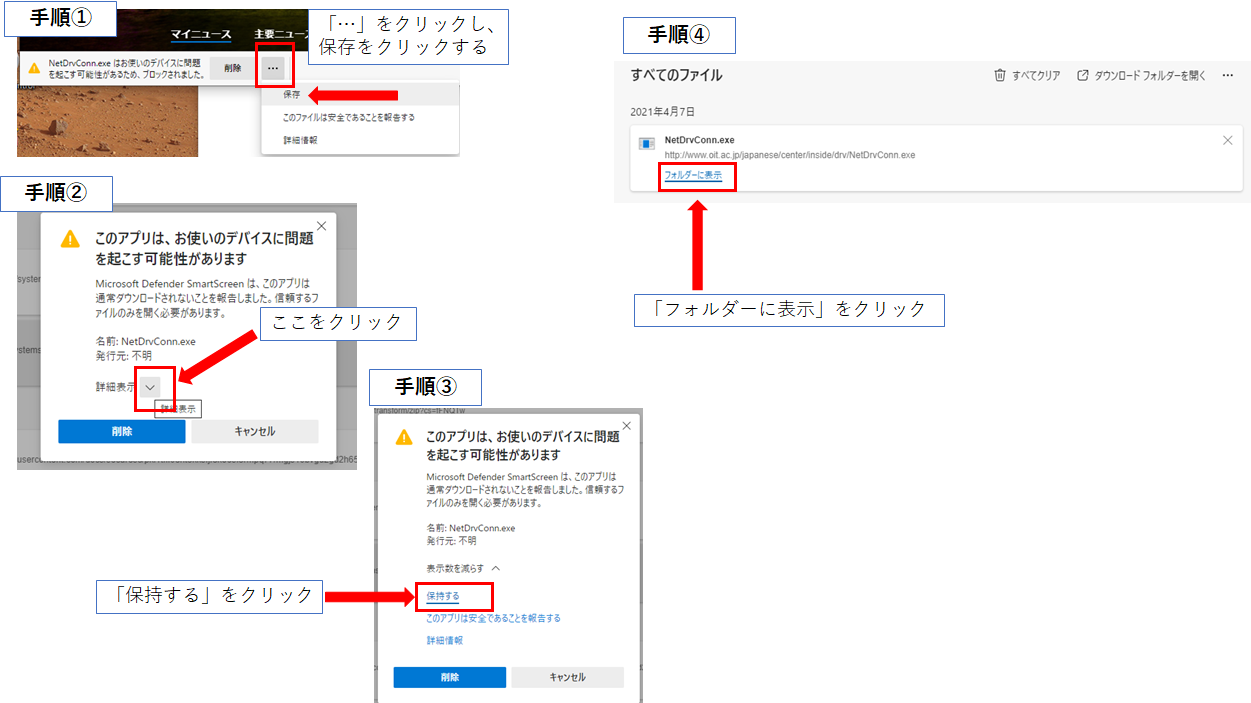 手順①
マイニュース 主要ニュース
「…」をクリックし、
保存をクリックする
NetDrvConn.exe はお使いのデバイスに問題
を起こす可能性があるため、ブロックされました。
削除
…
保存
このファイルは安全であることを報告する
詳細情報
手順②
このアプリは、お使いのデバイスに問題
を起こす可能性があります
Microsoft Defender SmartScreen は、このアプリは
通常ダウンロードされないことを報告しました。信頼するフ
ァイルのみを開く必要があります。
ここをクリック
名前: NetDrvConn.exe
発行元: 不明
詳細表示
詳細表示
削除 キャンセル
手順③
transform/zip?cs=fFNQTw
このアプリは、お使いのデバイスに問題
を起こす可能性があります
Microsoft Defender SmartScreen は、このアプリは
通常ダウンロードされないことを報告しました。信頼するフ
ァイルのみを開く必要があります。
名前: NetDrvConn.exe
発行元: 不明
表示数を減らす
「保持する」をクリック
保持する
このアプリは安全であることを報告する
詳細情報
削除 キャンセル
手順④
すべてのファイル
すべてクリア ダウンロード フォルダーを開く …
2021年4月7日
NetDrvConn.exe
http://www.oit.ac.jp/japanese/center/inside/drv/NetDrvConn.exe
フォルダーに表示
「フォルダーに表示」をクリック